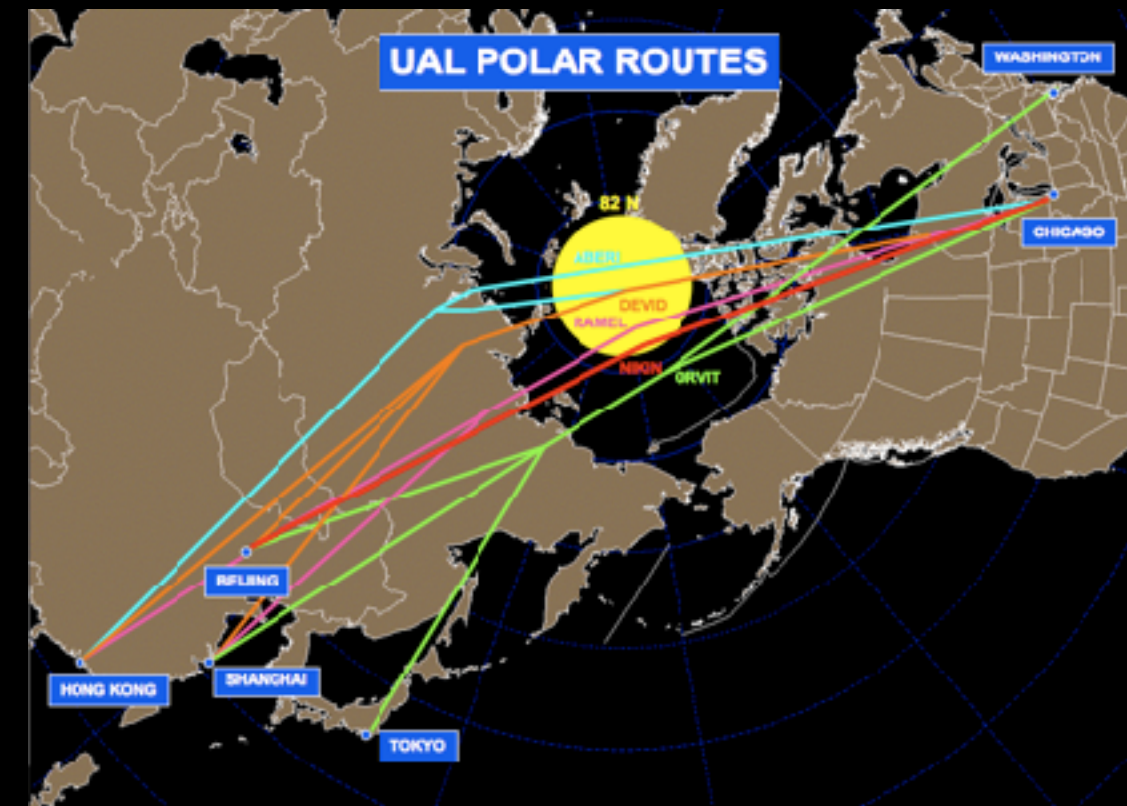 UAL POLAR ROUTES
WASHINGTON
82 N
CHICAGO
ABERI
DEVID
RAMEL
NIKIN
ORVIT
BEIJING
HONG KONG
SHANGHAI
TOKYO